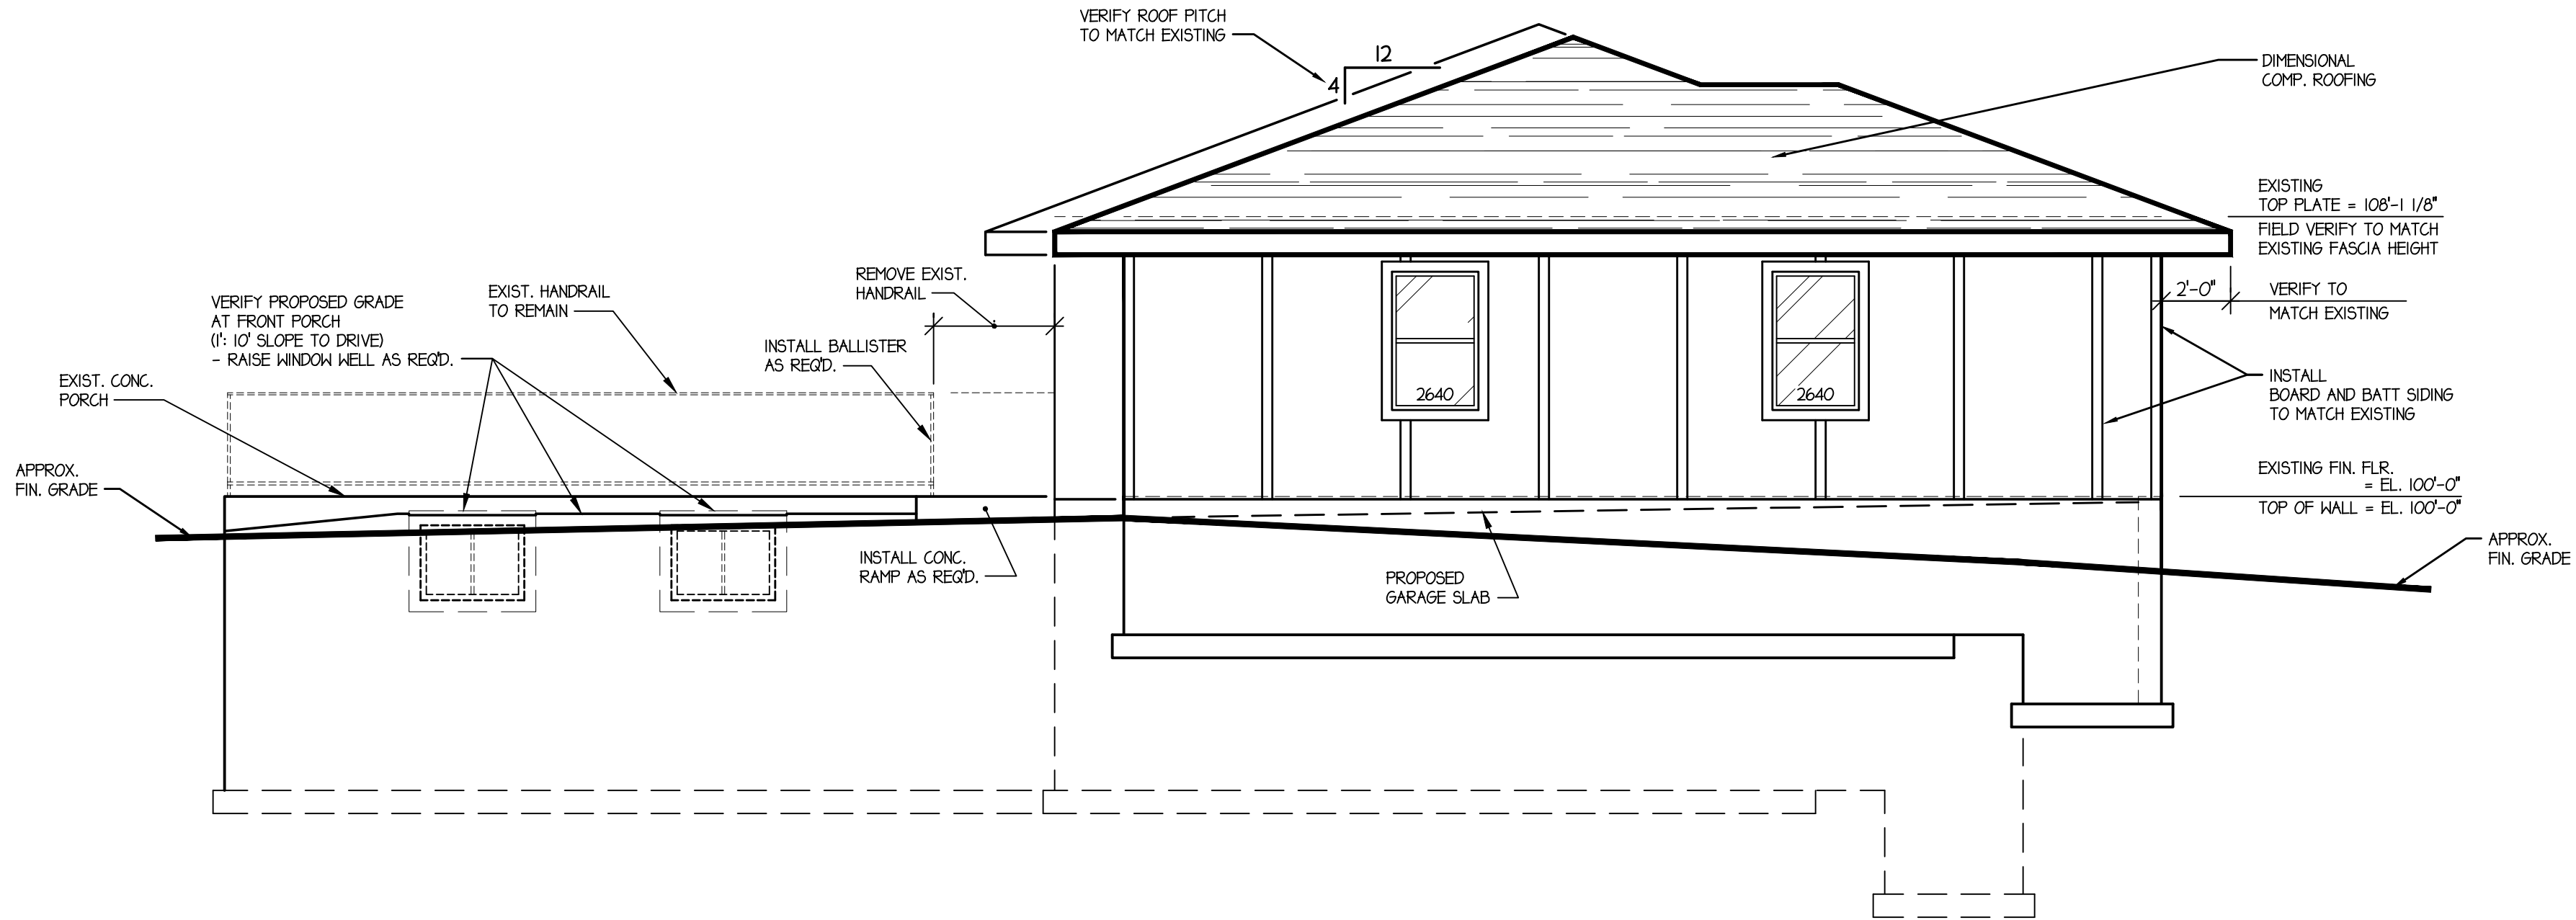 VERIFY ROOF PITCH
TO MATCH EXISTING
12
4
DIMENSIONAL
COMP. ROOFING
EXISTING
TOP PLATE = 108'-1 1/8"
FIELD VERIFY TO MATCH
EXISTING FASCIA HEIGHT
2'-0"
VERIFY TO
MATCH EXISTING
REMOVE EXIST.
HANDRAIL
EXIST. HANDRAIL
TO REMAIN
VERIFY PROPOSED GRADE
AT FRONT PORCH
(1': 10' SLOPE TO DRIVE)
- RAISE WINDOW WELL AS REQ'D.
INSTALL BALLISTER
AS REQ'D.
EXIST. CONC.
PORCH
2640
2640
INSTALL
BOARD AND BATT SIDING
TO MATCH EXISTING
APPROX.
FIN. GRADE
EXISTING FIN. FLR.
= EL. 100'-0"
TOP OF WALL = EL. 100'-0"
INSTALL CONC.
RAMP AS REQ'D.
PROPOSED
GARAGE SLAB
APPROX.
FIN. GRADE